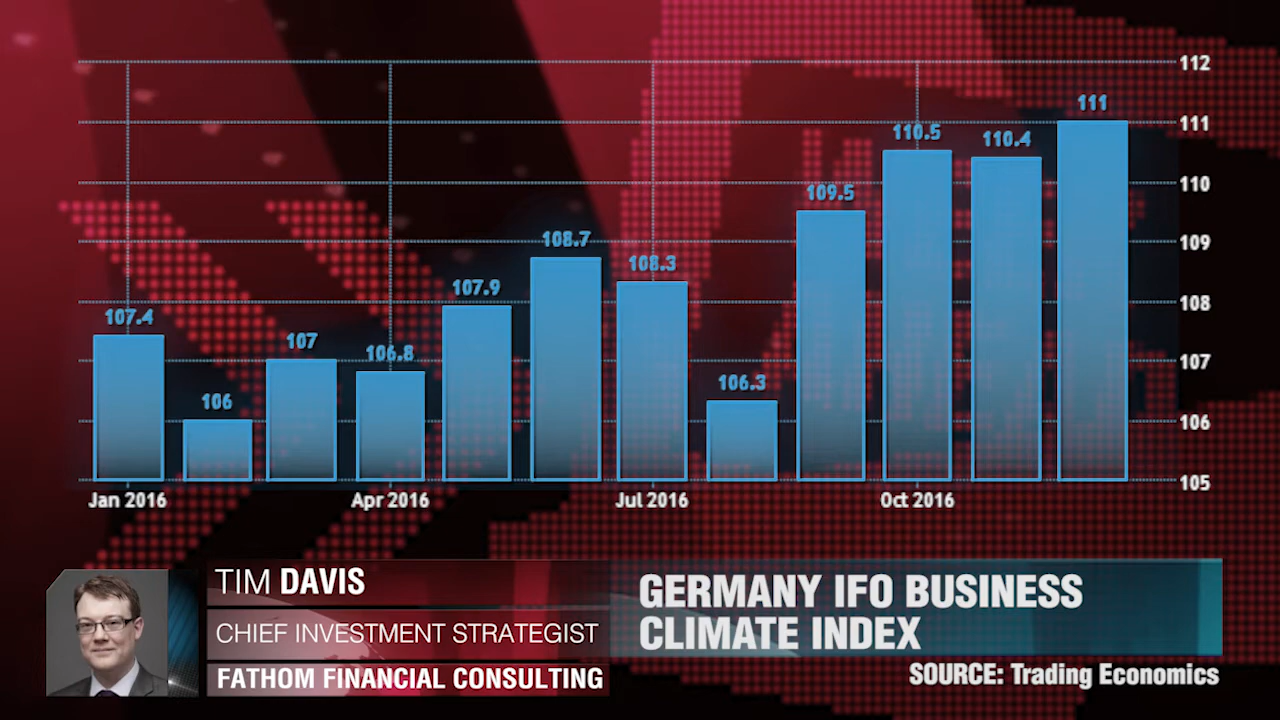 112
111
110
109
108
107
106
105
107.4
106
107
106.8
107.9
108.7
108.3
106.3
109.5
110.5
110.4
111
Jan 2016
Apr 2016
Jul 2016
Oct 2016
TIM DAVIS
CHIEF INVESTMENT STRATEGIST
FATHOM FINANCIAL CONSULTING
GERMANY IFO BUSINESS
CLIMATE INDEX
SOURCE: Trading Economics